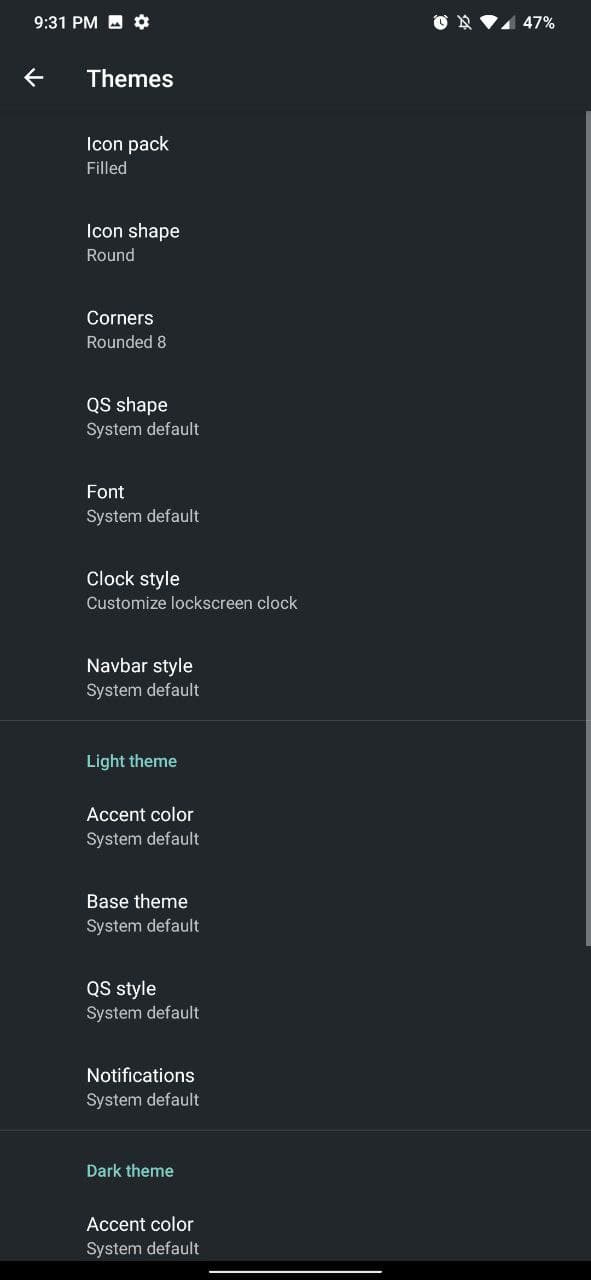 9:31 PM 47%
Themes
Icon pack
Filled
Icon shape
Round
Corners
Rounded 8
QS shape
System default
Font
System default
Clock style
Customize lockscreen clock
Navbar style
System default
Light theme
Accent color
System default
Base theme
System default
QS style
System default
Notifications
System default
Dark theme
Accent color
System default